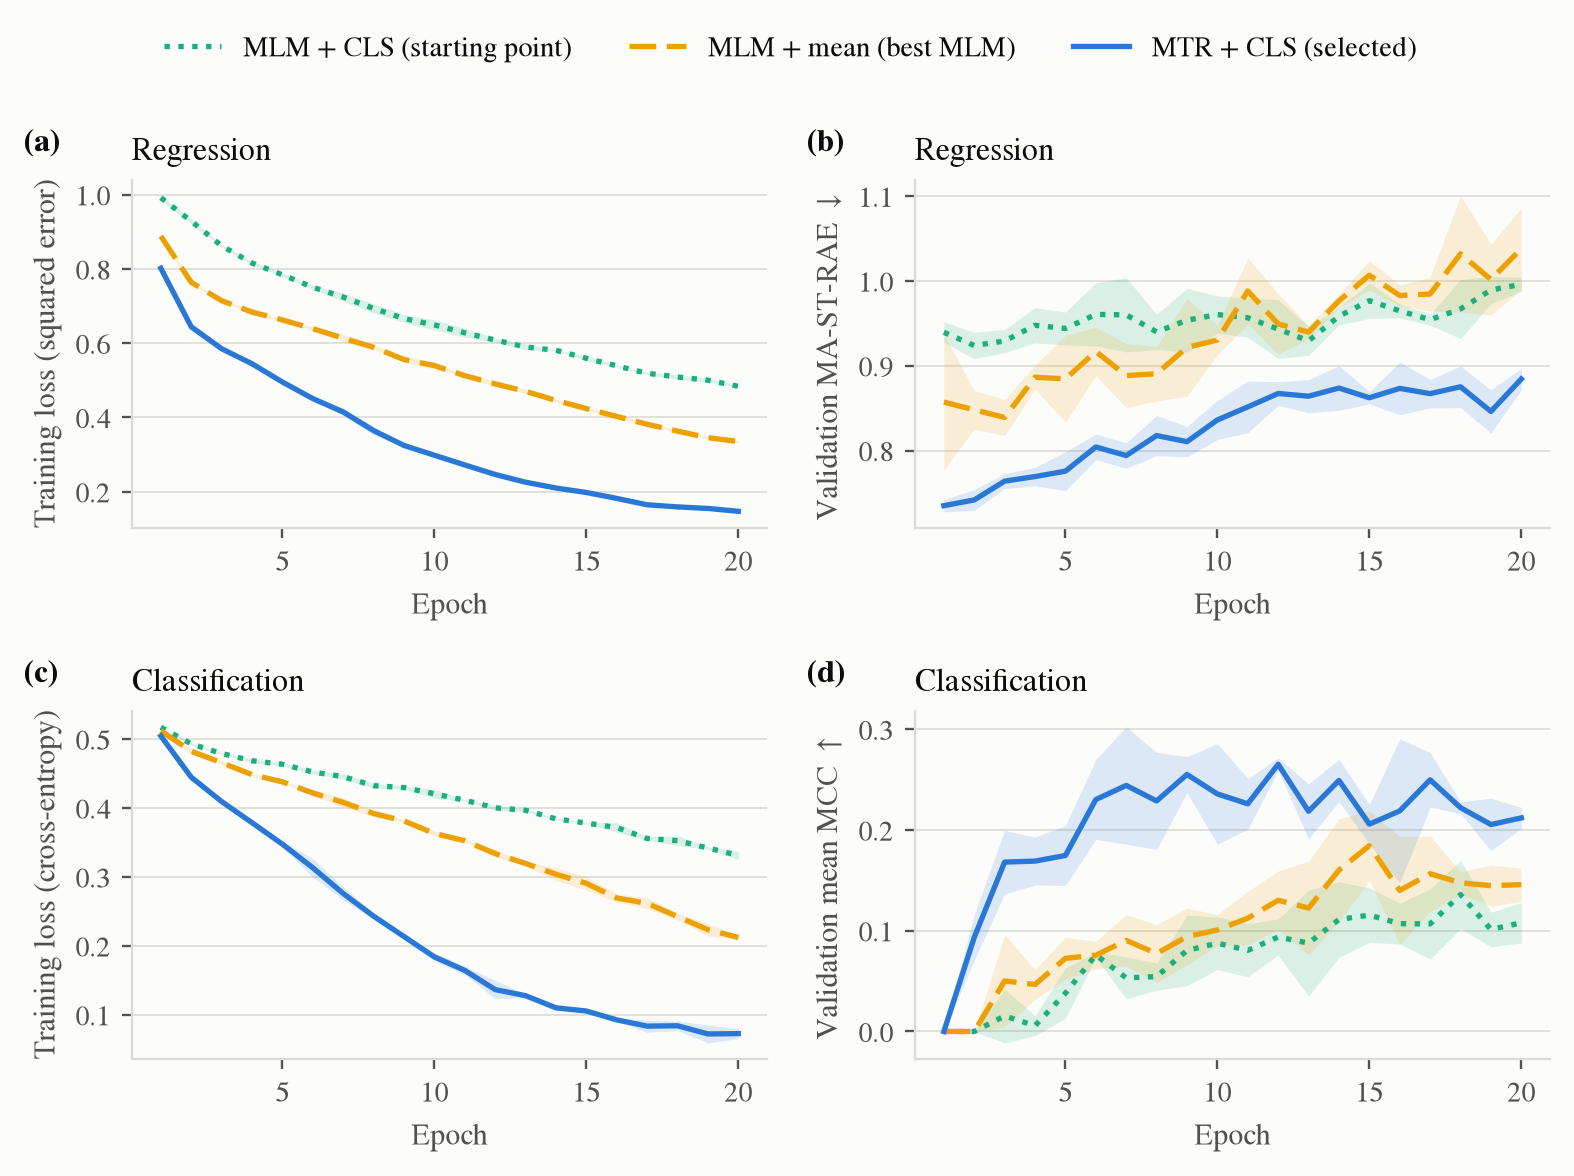 MLM + CLS (starting point) MLM + mean (best MLM) MTR + CLS (selected)
(a) Regression
Training loss (squared error)
1.0
0.8
0.6
0.4
0.2
5 10 15 20
Epoch
(b) Regression
Validation MA-ST-RAE ↓
1.1
1.0
0.9
0.8
5 10 15 20
Epoch
(c) Classification
Training loss (cross-entropy)
0.5
0.4
0.3
0.2
0.1
5 10 15 20
Epoch
(d) Classification
Validation mean MCC ↑
0.3
0.2
0.1
0.0
5 10 15 20
Epoch